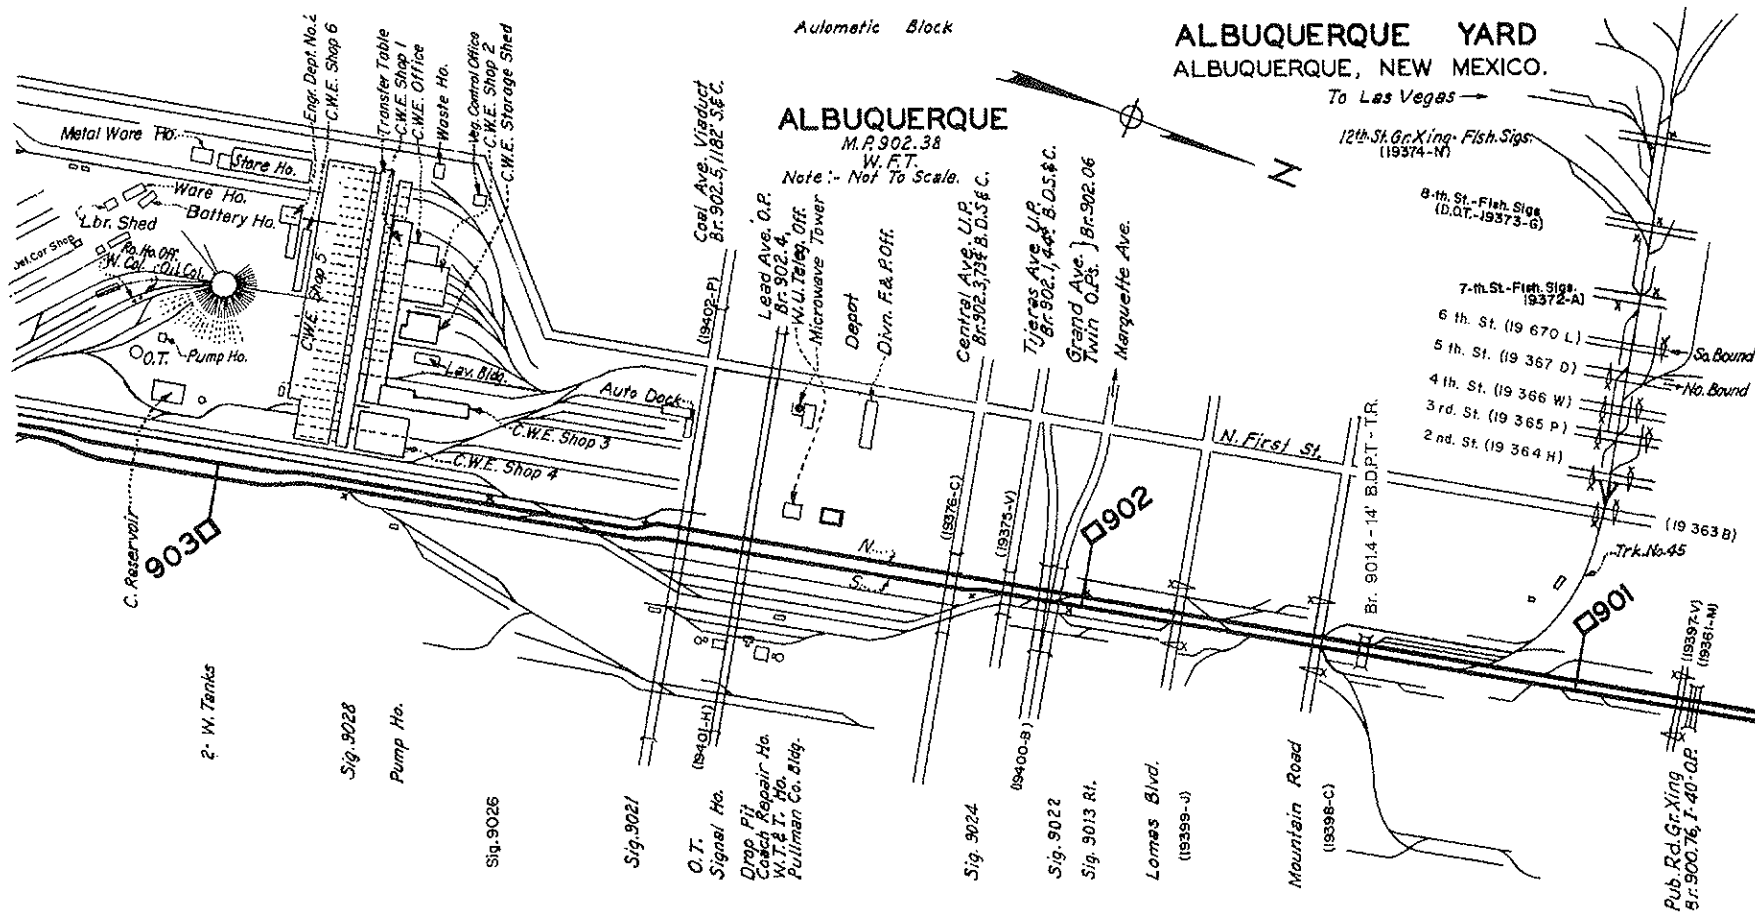 Automatic Block
ALBUQUERQUE YARD
ALBUQUERQUE, NEW MEXICO.
To Las Vegas
ALBUQUERQUE
M.P. 902.38
W.F.T.
Note:- Not To Scale.
N
12th. St. Gr. Xing- Flsh. Sigs.
(19374-N)
8-th. St.-Flsh. Sigs
(D.O.T.-19373-G)
7-th. St.-Flsh. Sigs.
19372-A)
6 th. St. (19 670 L)
5 th. St. (19 367 D)
4 th. St. (19 366 W)
3 rd. St. (19 365 P)
2 nd. St. (19 364 H)
So. Bound
No. Bound
(19 363 B)
Trk. No. 45
Engr. Dept. No. 2
C.W.E. Shop 6
Transfer Table
C.W.E. Shop 1
C.W.E. Office
Waste Ho.
Veg. Control Office
C.W.E. Shop 2
C.W.E. Storage Shed
Metal Ware Ho.
Store Ho.
Ware Ho.
Battery Ho.
Lbr. Shed
Ro. Ho. Off.
W. Col.
Oil Col.
C.W.E. Shop 5
O.T.
Pump Ho.
Lav. Bldg.
Auto Dock
C.W.E. Shop 3
C.W.E. Shop 4
C. Reservoir
Coal Ave. Viaduct
Br. 902.5, 1182' S.& C.
(19402-P)
Lead Ave. O.P.
Br. 902.4,
W.U. Teleg. Off.
Microwave Tower
Depot
Divn. F.& P. Off.
Central Ave. U.P.
Br. 902.3, 734' B.D.S & C.
Tijeras Ave U.P.
Br. 902.1, 44' B.D.S.& C.
Grand Ave. } Br. 902.06
Twin O.Ps.
Marquette Ave.
N. First St.
Br. 901.4 - 14' B.D.P.T - T.R.
903
902
901
N.
S.
(19376-C)
(19375-V)
(19397-V)
(19361-M)
2- W. Tanks
Sig. 9028
Pump Ho.
Sig. 9026
Sig. 9021
(19401-H)
O.T.
Signal Ho.
Drop Pit
Coach Repair Ho.
W.T. & T. Ho.
Pullman Co. Bldg.
Sig. 9024
(19400-B)
Sig. 9022
Sig. 9013 Rt.
Lomas Blvd.
(19399-J)
Mountain Road
(19398-C)
Pub. Rd. Gr. Xing
Br. 900.76, I-40- O.P.